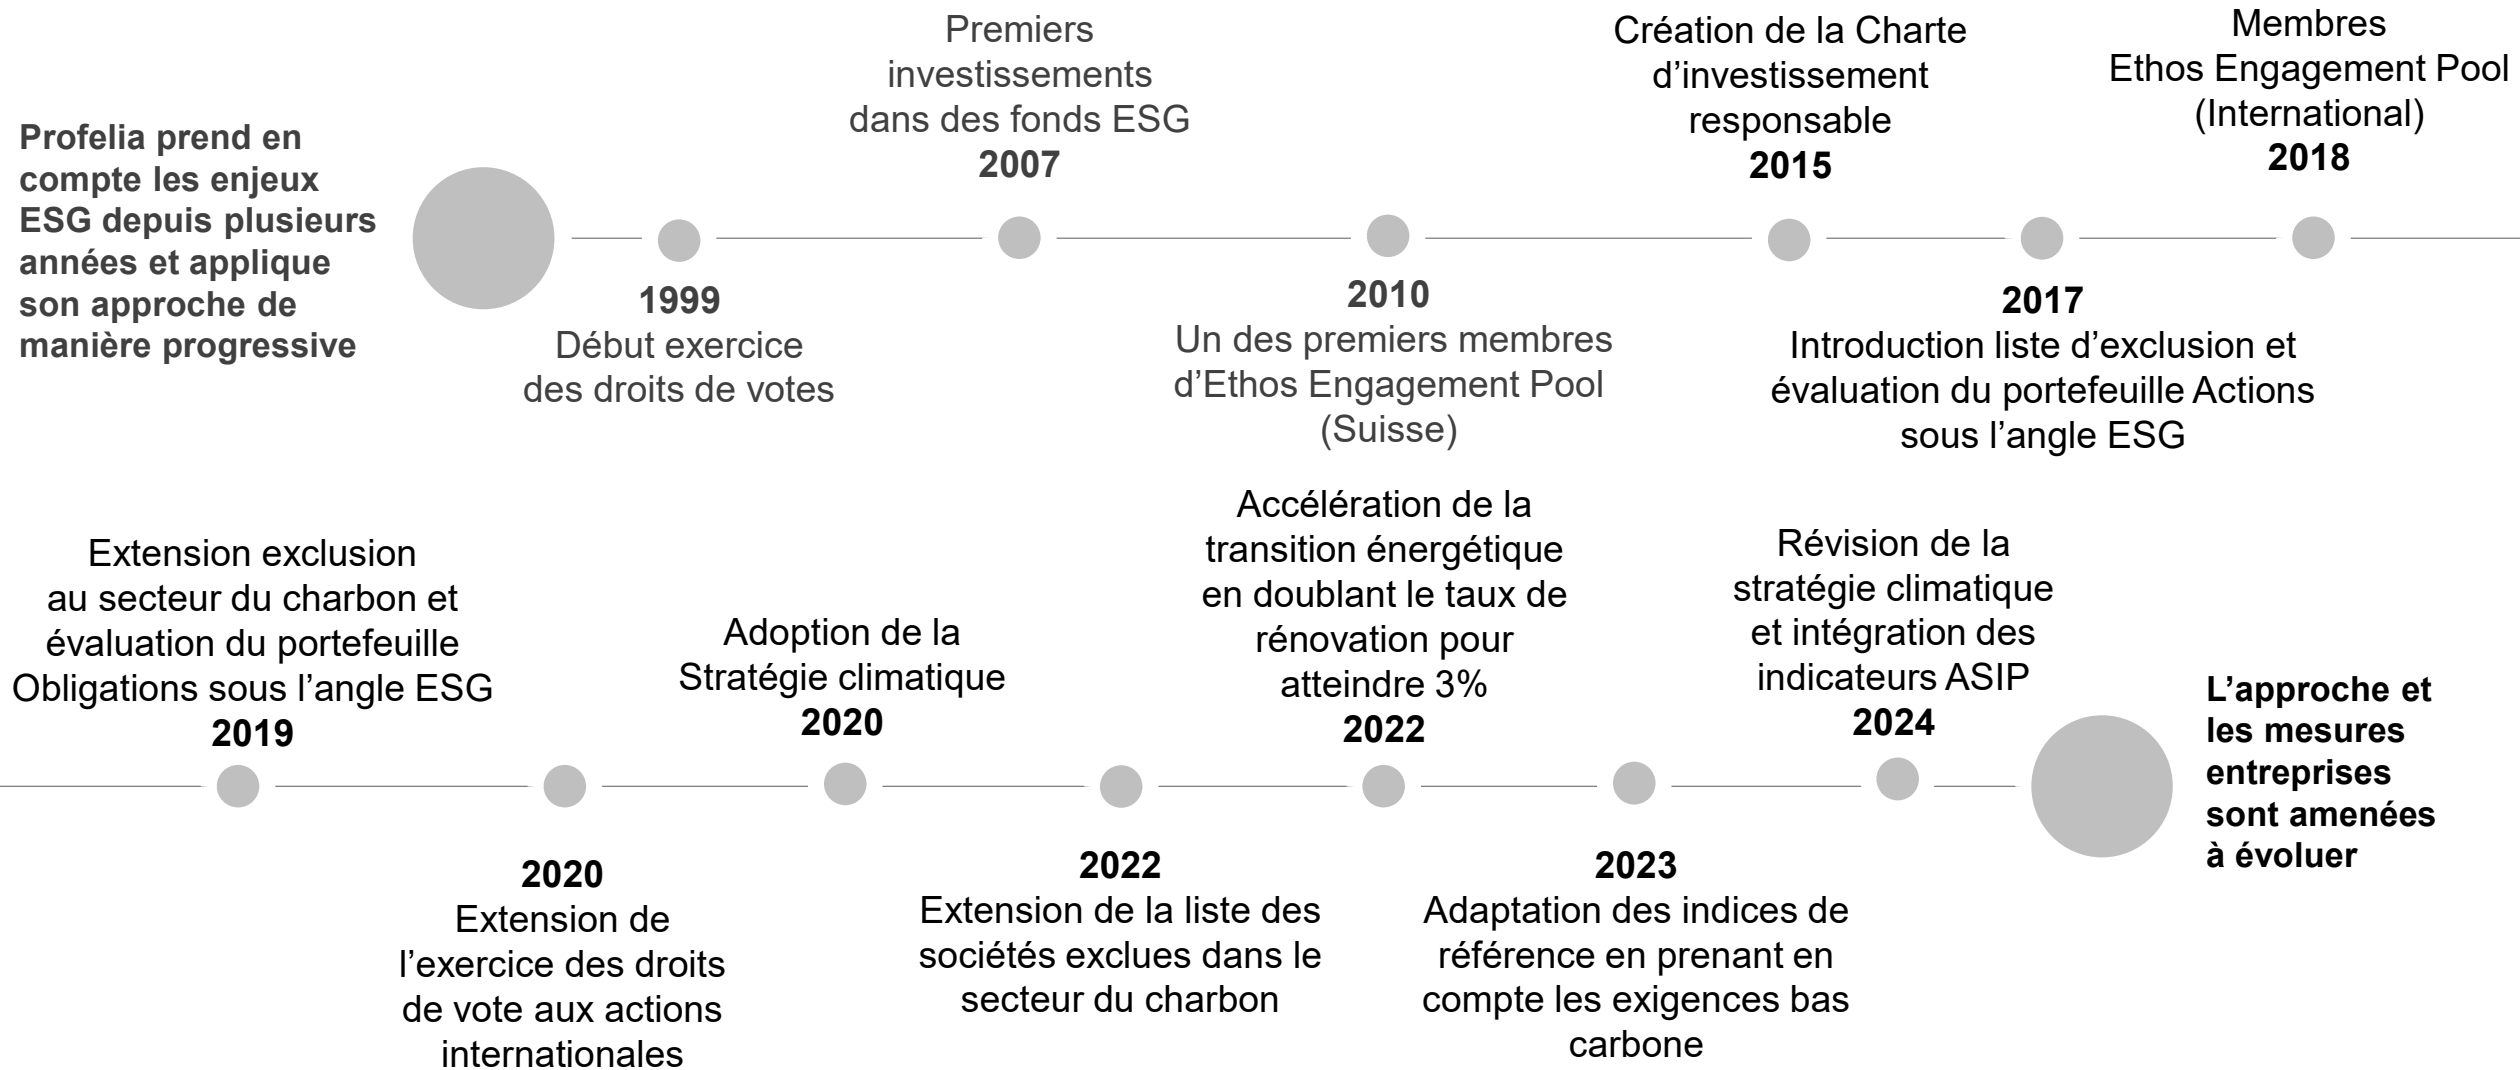 Profelia prend en
compte les enjeux
ESG depuis plusieurs
années et applique
son approche de
manière progressive
1999
Début exercice
des droits de votes
Premiers
investissements
dans des fonds ESG
2007
2010
Un des premiers membres
d’Ethos Engagement Pool
(Suisse)
Création de la Charte
d’investissement
responsable
2015
2017
Introduction liste d’exclusion et
évaluation du portefeuille Actions
sous l’angle ESG
Membres
Ethos Engagement Pool
(International)
2018
Extension exclusion
au secteur du charbon et
évaluation du portefeuille
Obligations sous l’angle ESG
2019
2020
Extension de
l’exercice des droits
de vote aux actions
internationales
Adoption de la
Stratégie climatique
2020
2022
Extension de la liste des
sociétés exclues dans le
secteur du charbon
Accélération de la
transition énergétique
en doublant le taux de
rénovation pour
atteindre 3%
2022
2023
Adaptation des indices de
référence en prenant en
compte les exigences bas
carbone
Révision de la
stratégie climatique
et intégration des
indicateurs ASIP
2024
L’approche et
les mesures
entreprises
sont amenées
à évoluer